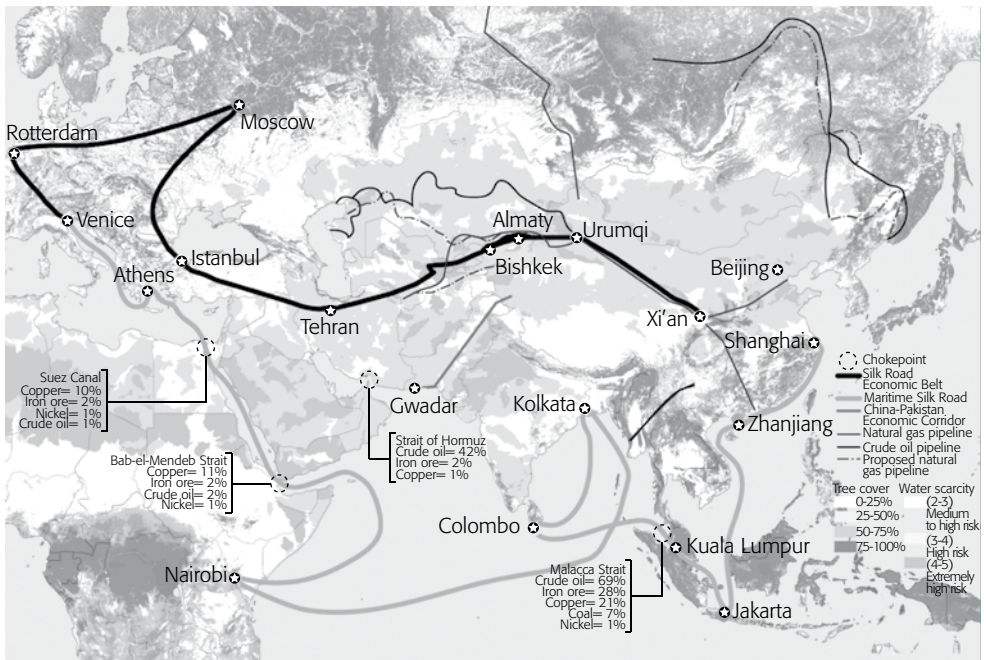 Moscow
Rotterdam
Venice
Istanbul
Athens
Tehran
Almaty
Bishkek
Urumqi
Beijing
Xi'an
Shanghai
Gwadar
Kolkata
Zhanjiang
Colombo
Kuala Lumpur
Nairobi
Jakarta
Suez Canal
Copper= 10%
Iron ore= 2%
Nickel= 1%
Crude oil= 1%
Strait of Hormuz
Crude oil= 42%
Iron ore= 2%
Copper= 1%
Bab-el-Mendeb Strait
Copper= 11%
Iron ore= 2%
Crude oil= 2%
Nickel= 1%
Malacca Strait
Crude oil= 69%
Iron ore= 28%
Copper= 21%
Coal= 7%
Nickel= 1%
Chokepoint
Silk Road
Economic Belt
Maritime Silk Road
China-Pakistan
Economic Corridor
Natural gas pipeline
Crude oil pipeline
Proposed natural
gas pipeline
Tree cover
0-25%
25-50%
50-75%
75-100%
Water scarcity
(2-3)
Medium
to high risk
(3-4)
High risk
(4-5)
Extremely
high risk